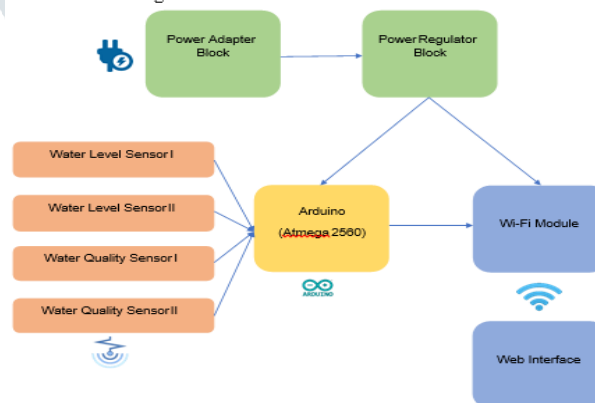 Power Adapter
Block
Power Regulator
Block
Water Level Sensor I
Water Level Sensor II
Water Quality Sensor I
Water Quality Sensor II
Arduino
(Atmega 2560)
ARDUINO
Wi-Fi Module
Web Interface